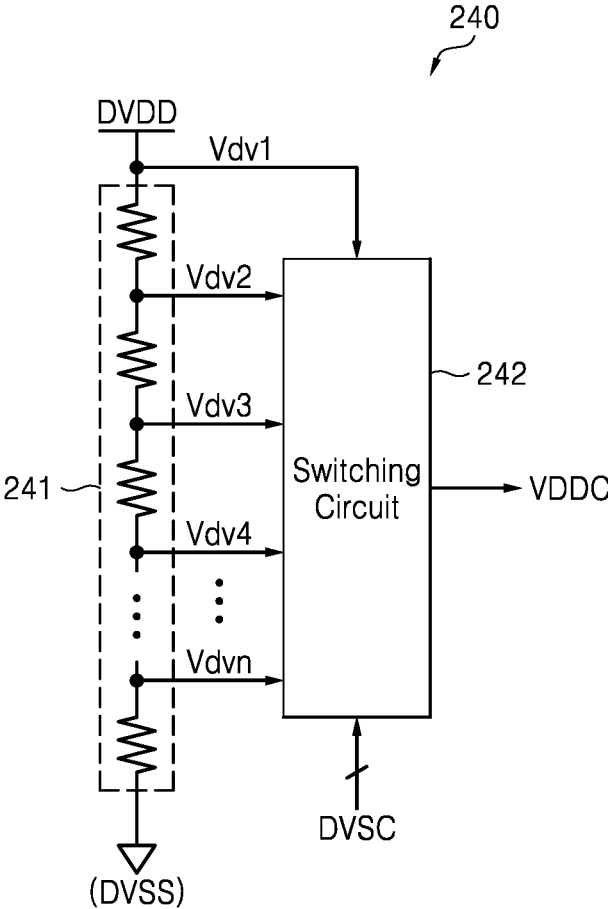 240
DVDD
Vdv1
Vdv2
242
Vdv3
241
Switching
Circuit
VDDC
Vdv4
Vdvn
DVSC
(DVSS)